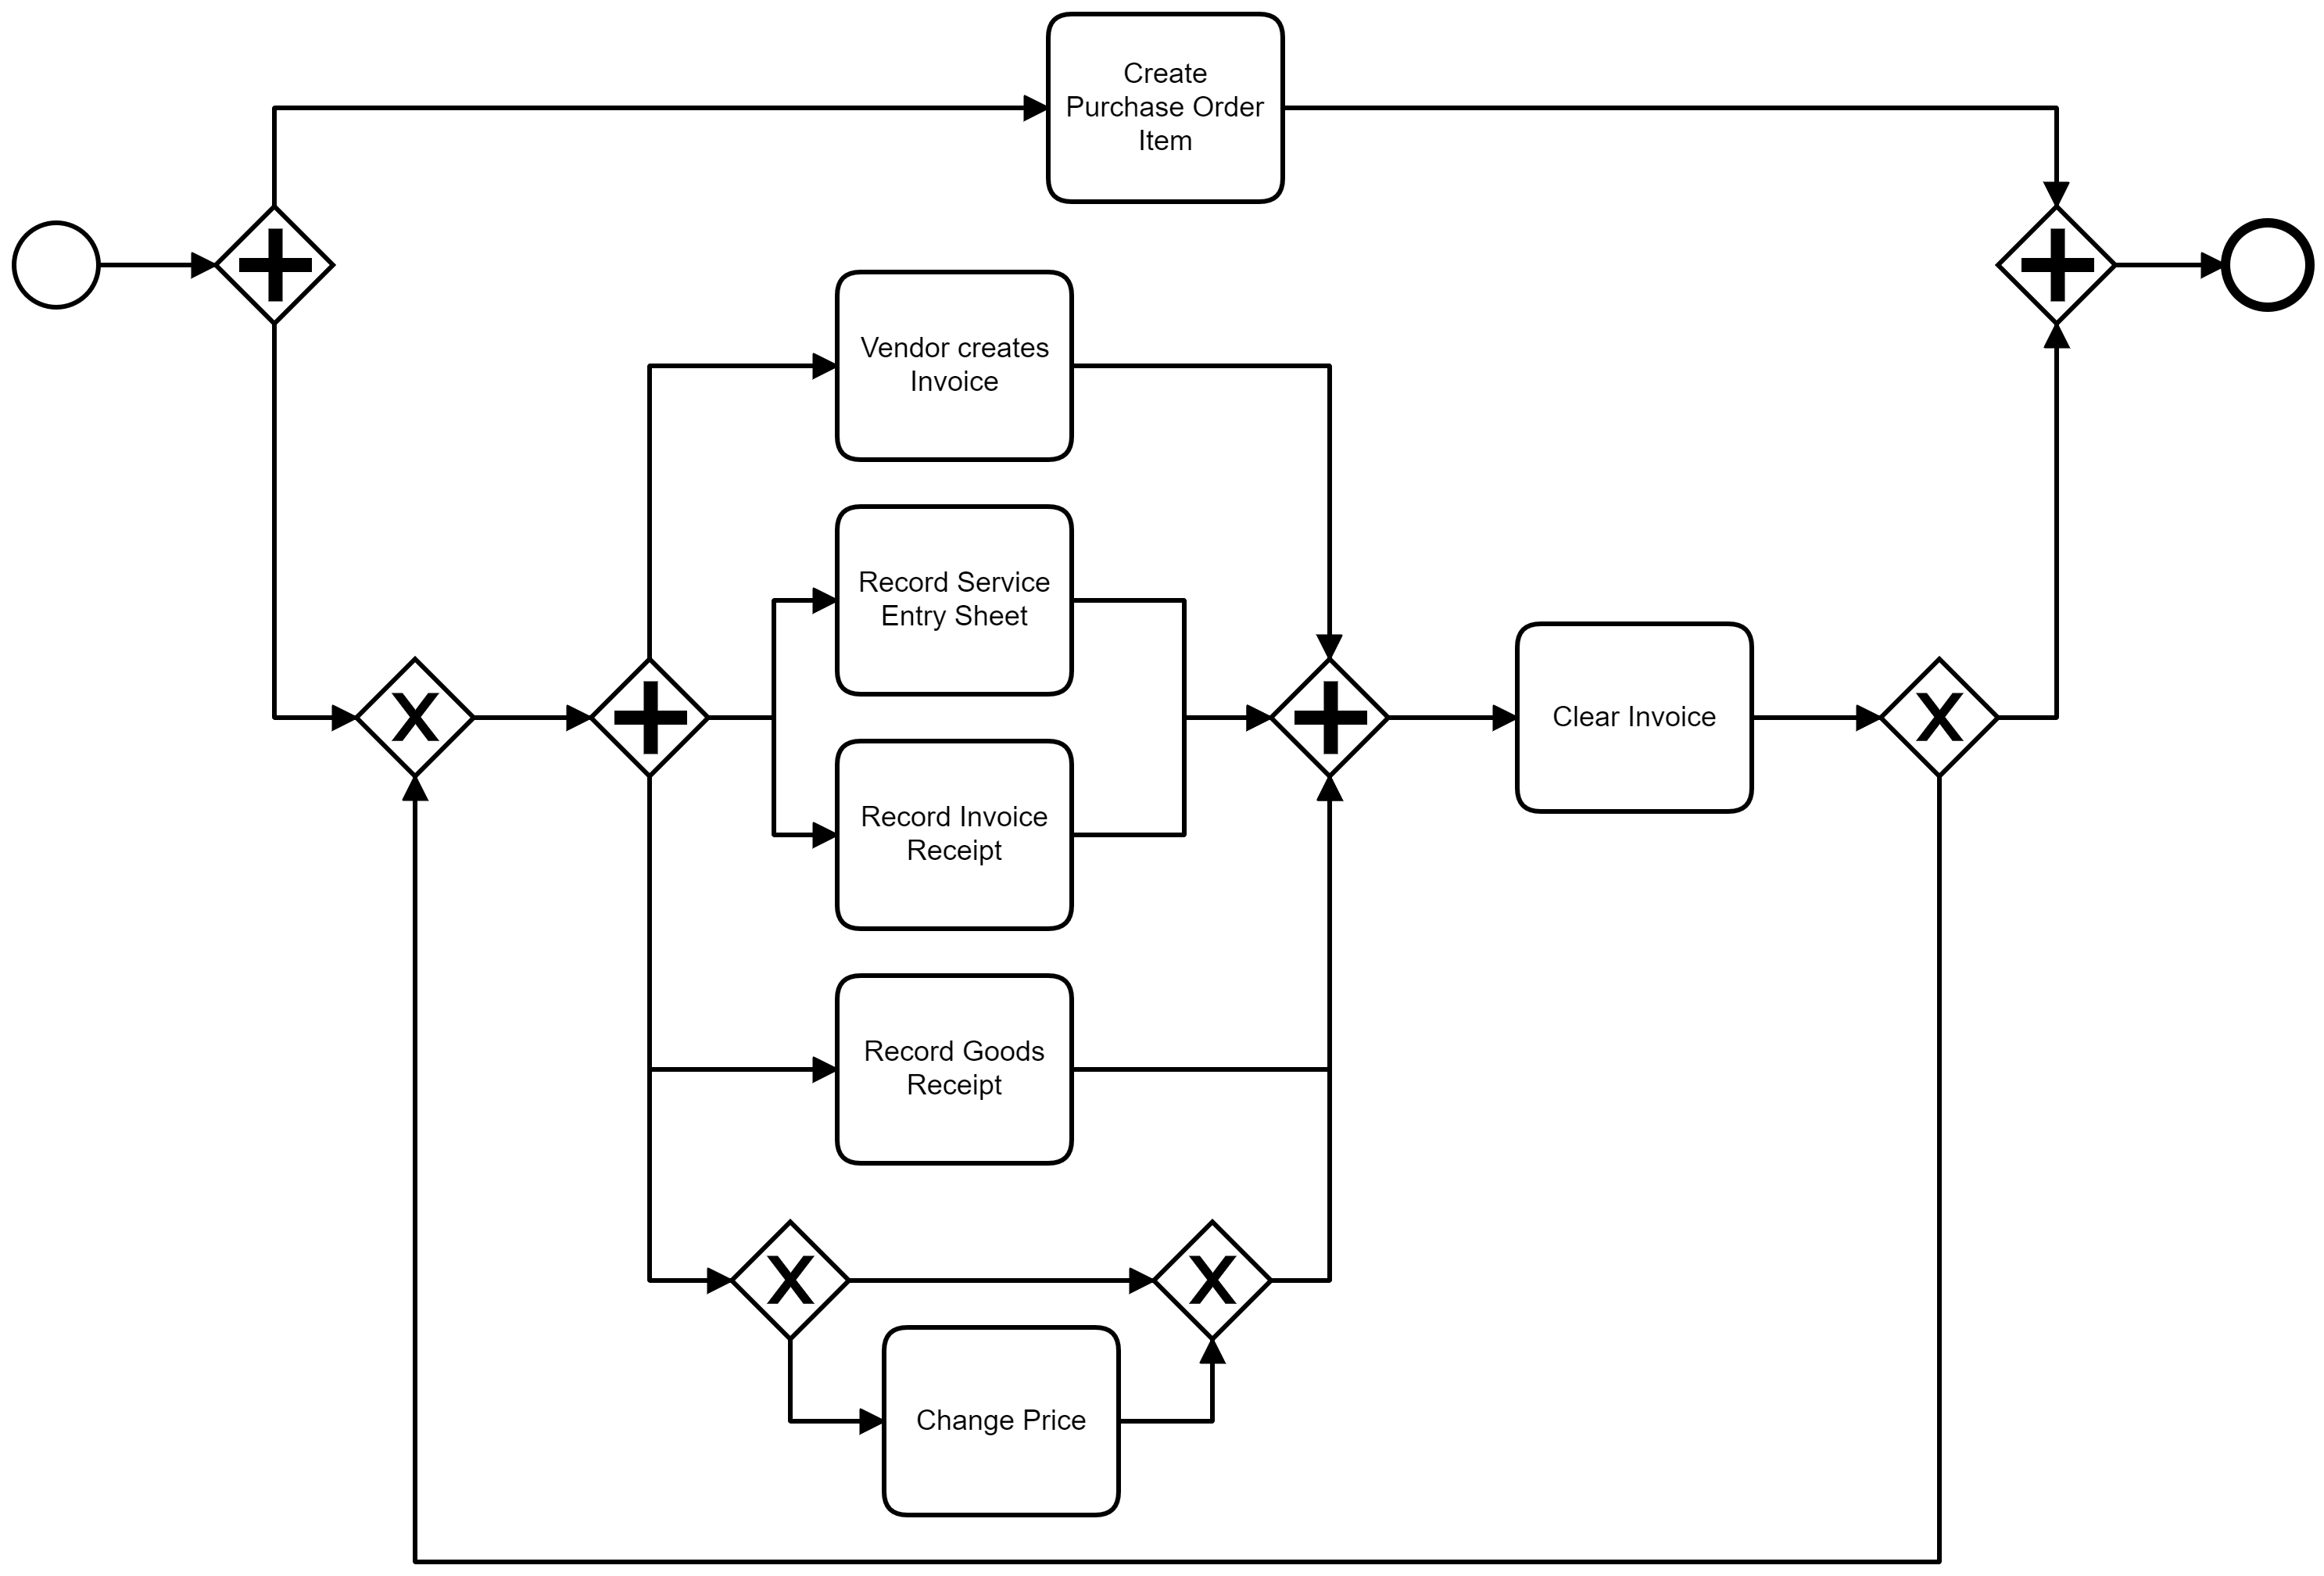 Create
Purchase Order
Item
Vendor creates
Invoice
Record Service
Entry Sheet
Record Invoice
Receipt
Clear Invoice
Record Goods
Receipt
Change Price